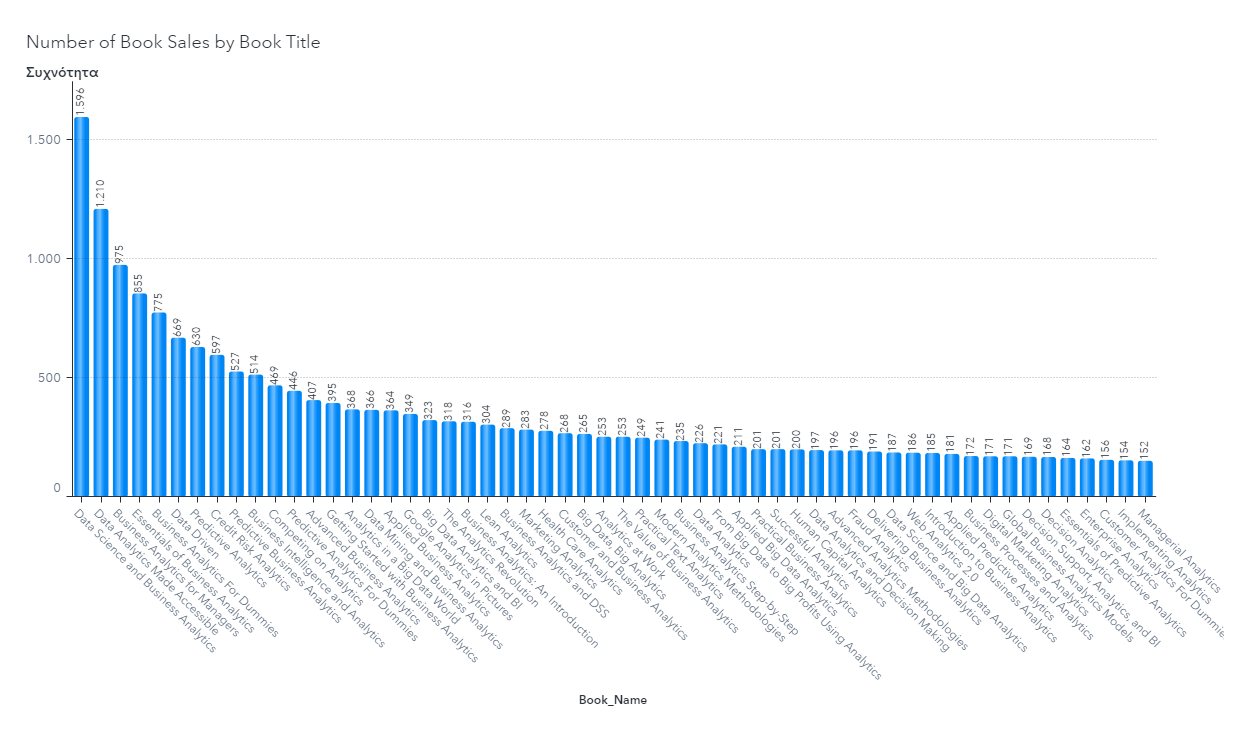 Number of Book Sales by Book Title
Συχνότητα
1.500
1.000
500
0
1.596
1.210
975
855
775
669
630
597
527
514
469
446
407
395
368
366
364
349
323
318
316
304
289
283
278
268
265
253
253
249
241
235
226
221
211
201
201
200
197
196
196
191
187
186
185
181
172
171
171
169
168
164
162
156
154
152
Data Science and Business Analytics
Data Analytics Made Accessible
Business Analytics for Managers
Essentials of Business Analytics
Business Analytics For Dummies
Data Driven
Predictive Analytics
Credit Risk Analytics
Predictive Business Analytics
Business Intelligence and Analytics
Competing on Analytics
Predictive Analytics For Dummies
Advanced Business Analytics
Getting Started with Business Analytics
Analytics in a Big Data World
Data Mining and Business Analytics
Applied Business Analytics
Google Analytics In Pictures
Big Data Analytics and BI
The Analytics Revolution
Business Analytics: An Introduction
Lean Analytics
Business Analytics and DSS
Marketing Analytics
Health Care Analytics
Customer and Business Analytics
Big Data, Big Analytics
Analytics at Work
The Value of Business Analytics
Practical Text Analytics
Modern Analytics Methodologies
Business Analytics Step-by-Step
Data Analytics
From Big Data to Big Profits Using Analytics
Applied Big Data Analytics
Practical Business Analytics
Successful Analytics
Human Capital Analytics
Data Analytics and Decision Making
Advanced Analytics Methodologies
Fraud Analytics
Delivering Business Analytics
Data Science and Big Data Analytics
Web Analytics 2.0
Introduction to Business Analytics
Applied Predictive Analytics
Business Processes and Analytics
Digital Marketing Analytics
Global Business Analytics Models
Decision Support, Analytics, and BI
Decision Analytics
Essentials of Predictive Analytics
Enterprise Analytics
Customer Analytics For Dummie
Implementing Analytics
Managerial Analytics
Book_Name